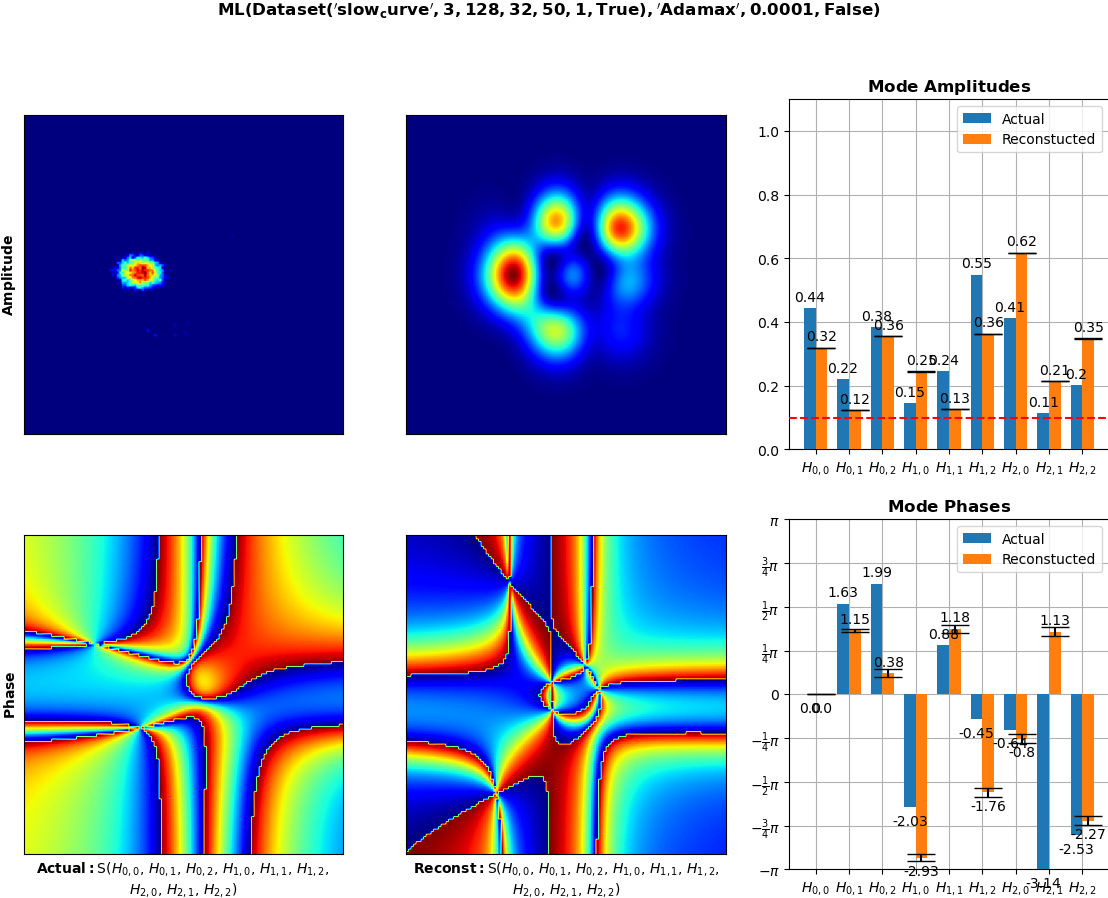 ML(Dataset('slow_curve', 3, 128, 32, 50, 1, True), 'Adamax', 0.0001, False)
Amplitude
Mode Amplitudes
Actual
Reconstucted
1.0
0.8
0.6
0.4
0.2
0.0
0.44
0.32
0.22
0.12
0.38
0.36
0.15
0.25
0.24
0.13
0.55
0.36
0.41
0.62
0.11
0.21
0.2
0.35
H0,0 H0,1 H0,2 H1,0 H1,1 H1,2 H2,0 H2,1 H2,2
Phase
Actual: S(H0,0, H0,1, H0,2, H1,0, H1,1, H1,2,
H2,0, H2,1, H2,2)
Reconst: S(H0,0, H0,1, H0,2, H1,0, H1,1, H1,2,
H2,0, H2,1, H2,2)
Mode Phases
Actual
Reconstucted
π
3/4π
1/2π
1/4π
0
−1/4π
−1/2π
−3/4π
−π
0.0
0.0
1.63
1.15
1.99
0.38
-2.03
-2.93
0.88
1.18
-0.45
-1.76
-0.64
-0.8
-3.14
1.13
-2.53
-2.27
H0,0 H0,1 H0,2 H1,0 H1,1 H1,2 H2,0 H2,1 H2,2